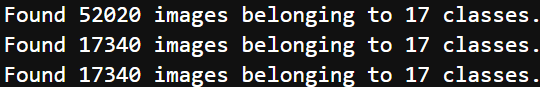 Found 52020 images belonging to 17 classes.
Found 17340 images belonging to 17 classes.
Found 17340 images belonging to 17 classes.